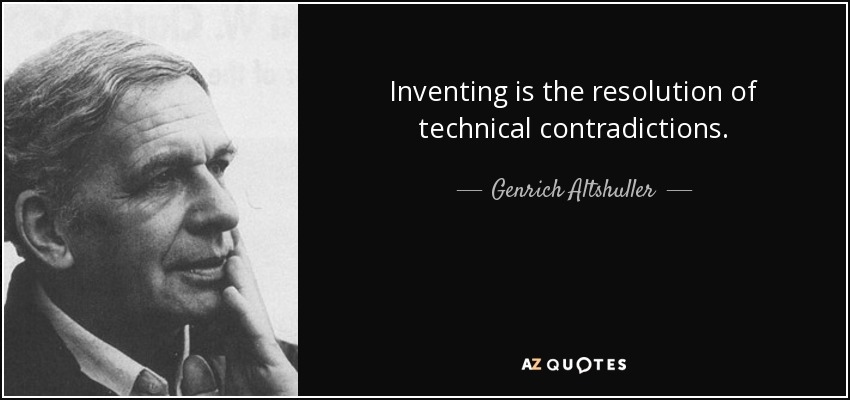 Inventing is the resolution of
technical contradictions.
Genrich Altshuller
AZ QUOTES